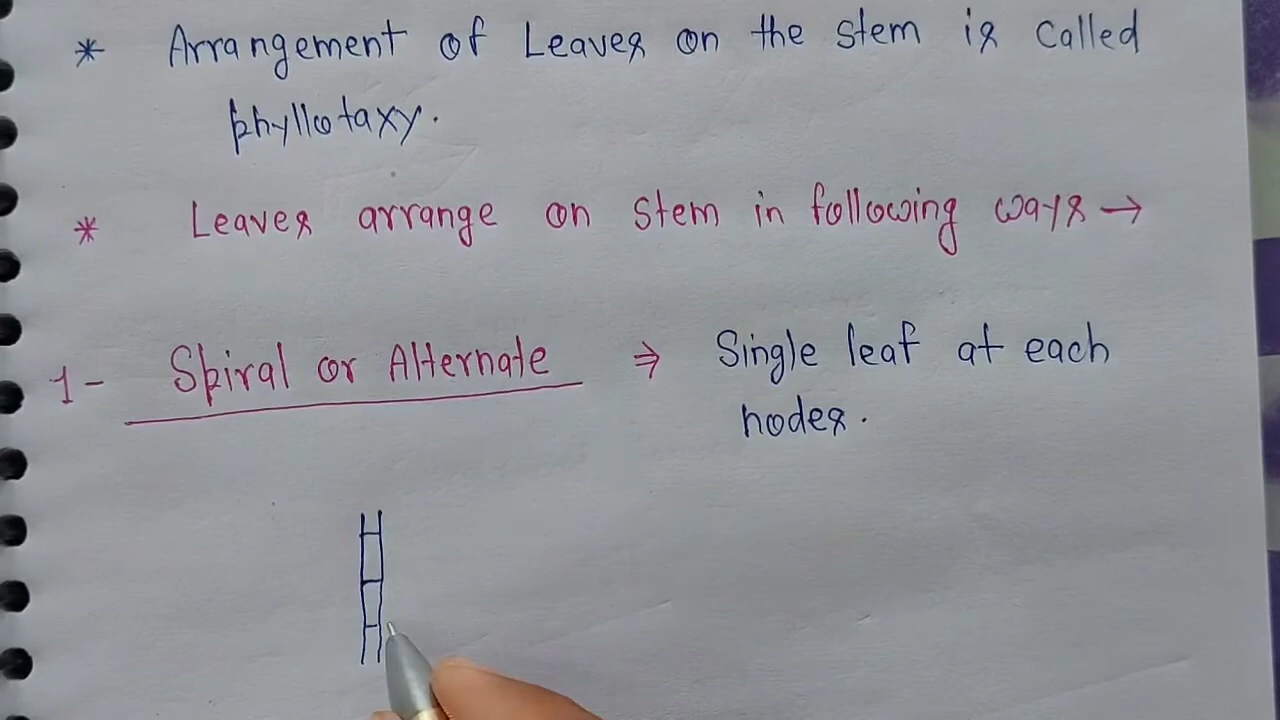 * Arrangement of Leaves on the stem is called
phyllotaxy.
* Leaves arrange on stem in following ways →
1- Spiral or Alternate ⇒ Single leaf at each
nodes.